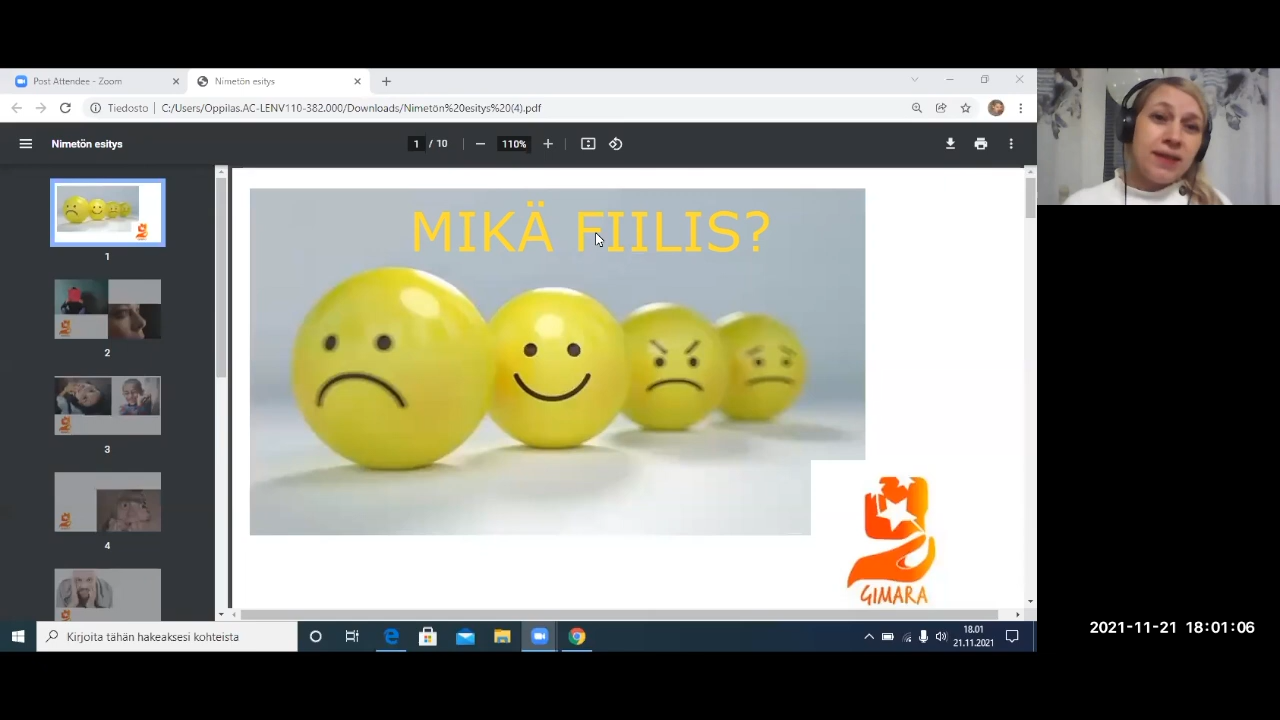 Post Attendee - Zoom
Nimetön esitys
Tiedosto
C:/Users/Oppilas.AC-LENV110-382.000/Downloads/Nimetön%20esitys%20(4).pdf
Nimetön esitys
1 / 10
110%
MIKÄ FIILIS?
1
2
3
4
GIMARA
Kirjoita tähän hakeaksesi kohteista
18.01
21.11.2021
2021-11-21 18:01:06